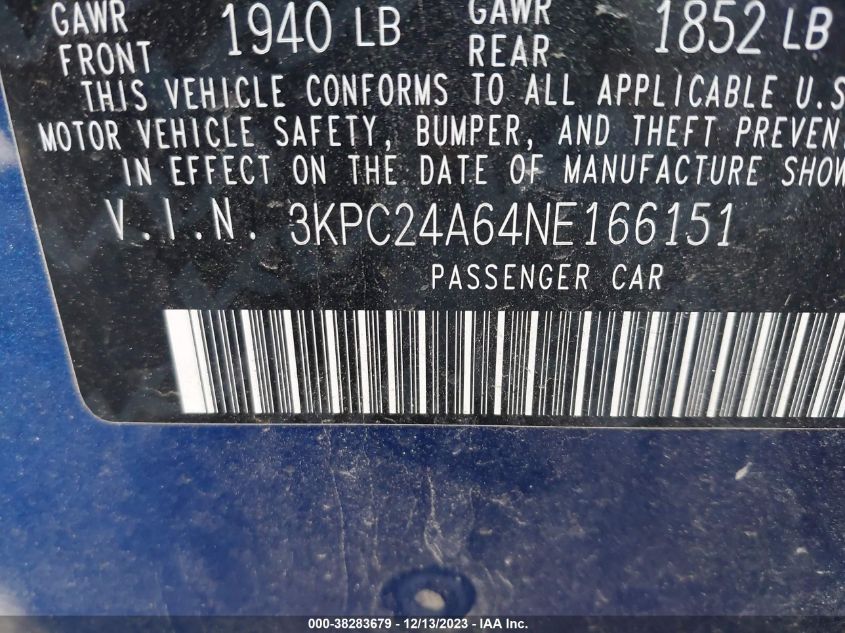 GAWR FRONT 1940 LB GAWR REAR 1852 LB
THIS VEHICLE CONFORMS TO ALL APPLICABLE U.S
MOTOR VEHICLE SAFETY, BUMPER, AND THEFT PREVENT
IN EFFECT ON THE DATE OF MANUFACTURE SHOW
V.I.N. 3KPC24A64NE166151
PASSENGER CAR
000-38283679 - 12/13/2023 - IAA Inc.